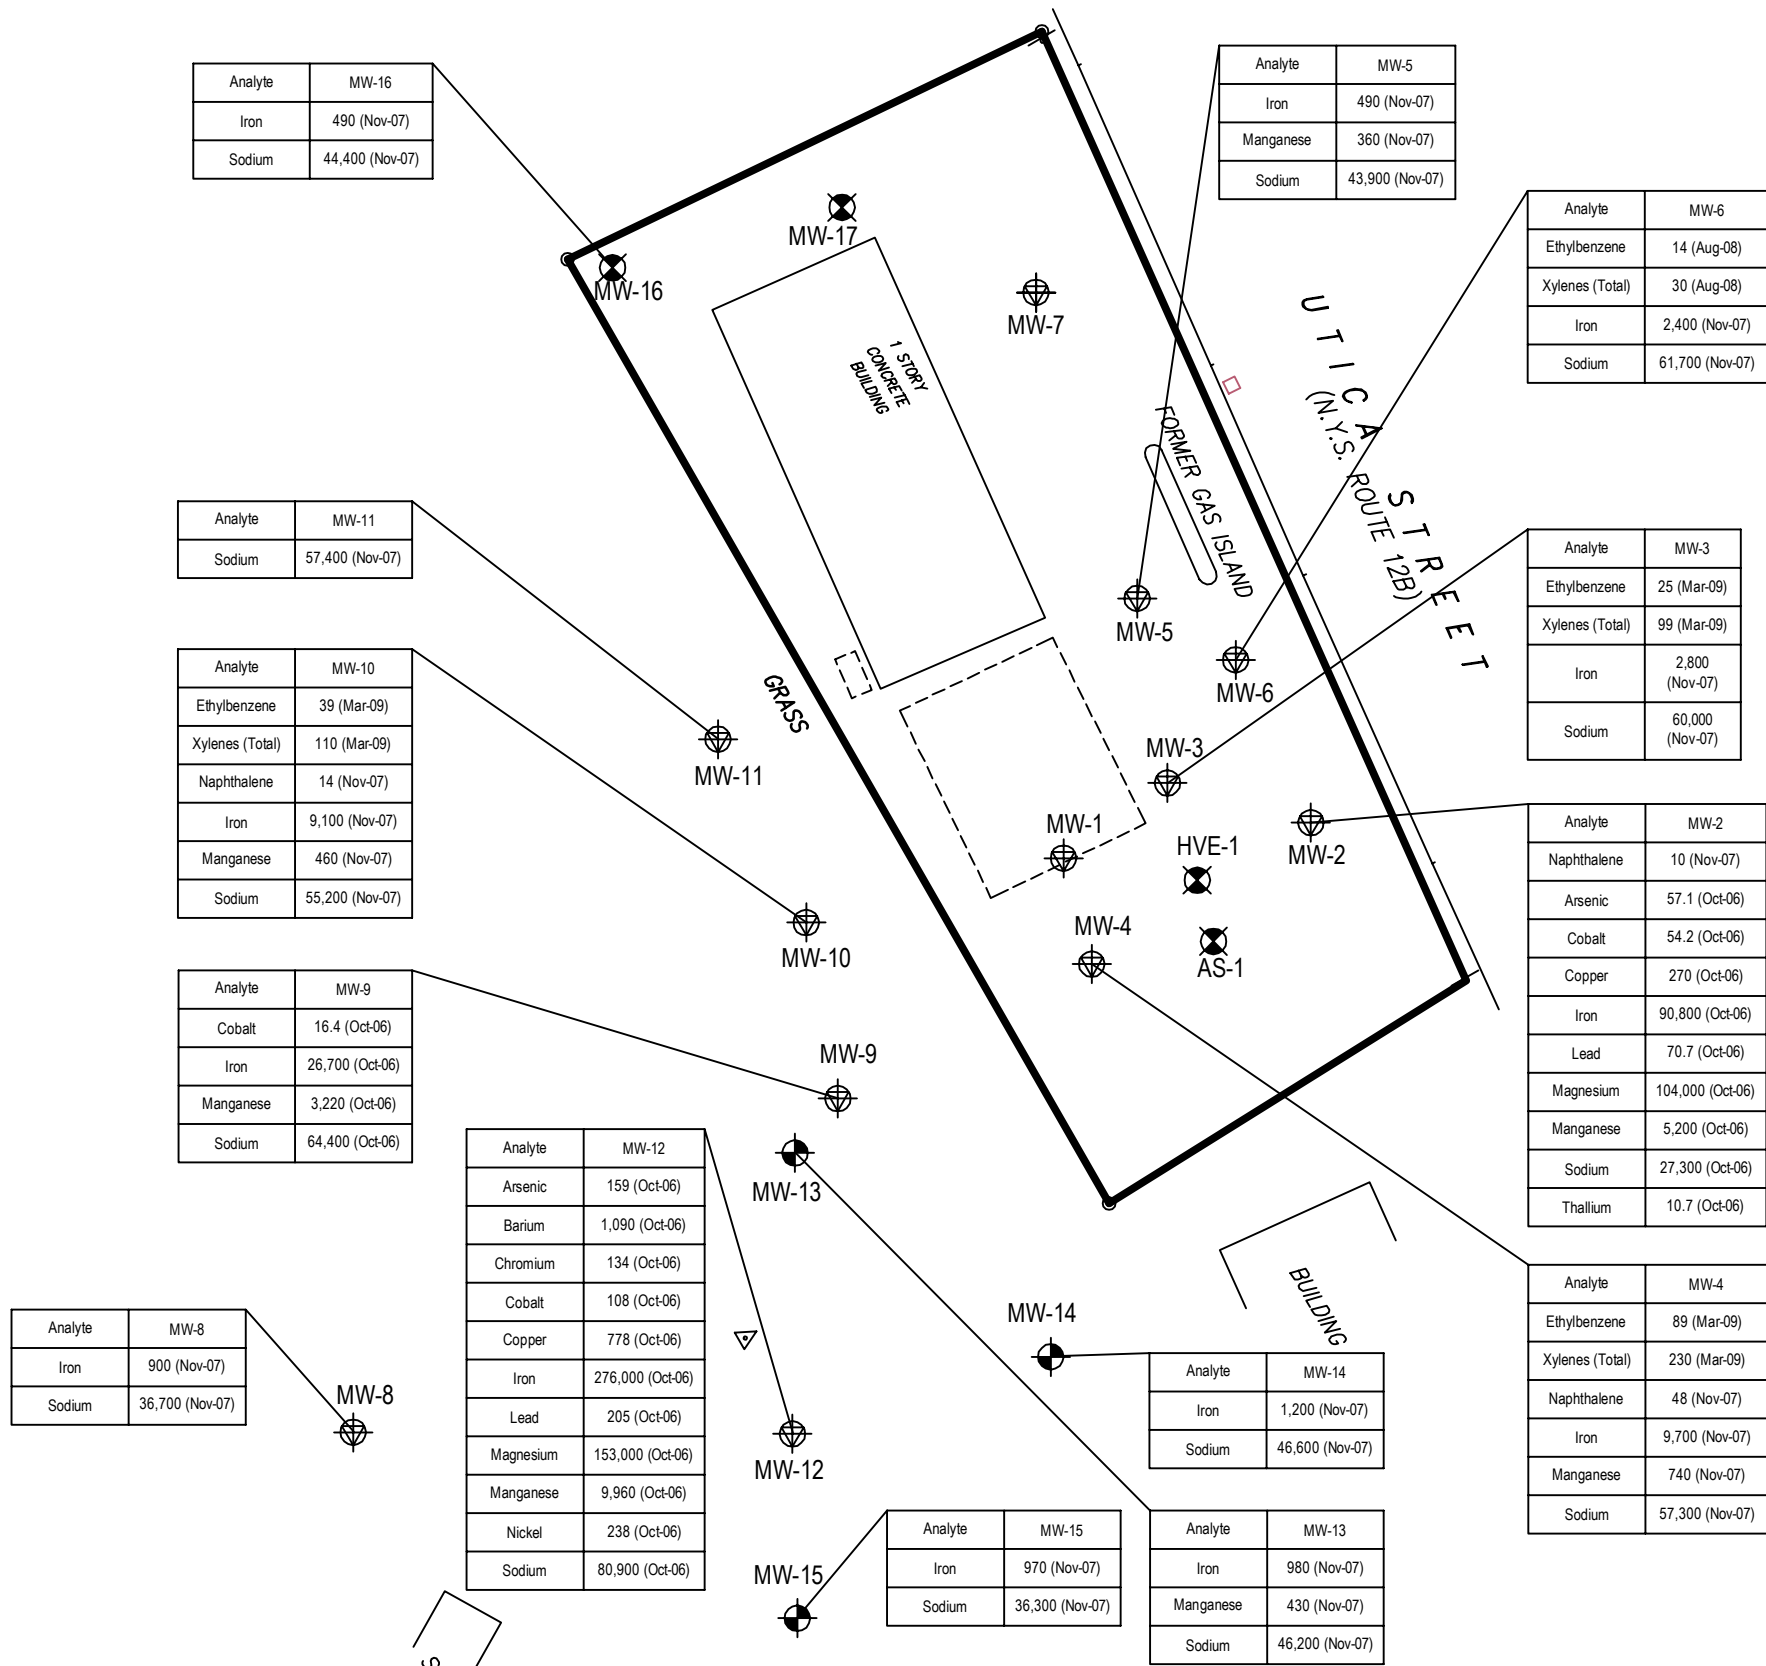 Analyte MW-16
Iron 490 (Nov-07)
Sodium 44,400 (Nov-07)
Analyte MW-5
Iron 490 (Nov-07)
Manganese 360 (Nov-07)
Sodium 43,900 (Nov-07)
Analyte MW-6
Ethylbenzene 14 (Aug-08)
Xylenes (Total) 30 (Aug-08)
Iron 2,400 (Nov-07)
Sodium 61,700 (Nov-07)
MW-17
MW-16
MW-7
1 STORY
CONCRETE
BUILDING
UTICA STREET
(N.Y.S. ROUTE 12B)
FORMER GAS ISLAND
Analyte MW-11
Sodium 57,400 (Nov-07)
Analyte MW-3
Ethylbenzene 25 (Mar-09)
Xylenes (Total) 99 (Mar-09)
Iron 2,800
(Nov-07)
Sodium 60,000
(Nov-07)
MW-5
MW-6
GRASS
MW-11
MW-3
MW-1
HVE-1
MW-2
MW-4
AS-1
MW-10
Analyte MW-10
Ethylbenzene 39 (Mar-09)
Xylenes (Total) 110 (Mar-09)
Naphthalene 14 (Nov-07)
Iron 9,100 (Nov-07)
Manganese 460 (Nov-07)
Sodium 55,200 (Nov-07)
Analyte MW-2
Naphthalene 10 (Nov-07)
Arsenic 57.1 (Oct-06)
Cobalt 54.2 (Oct-06)
Copper 270 (Oct-06)
Iron 90,800 (Oct-06)
Lead 70.7 (Oct-06)
Magnesium 104,000 (Oct-06)
Manganese 5,200 (Oct-06)
Sodium 27,300 (Oct-06)
Thallium 10.7 (Oct-06)
Analyte MW-9
Cobalt 16.4 (Oct-06)
Iron 26,700 (Oct-06)
Manganese 3,220 (Oct-06)
Sodium 64,400 (Oct-06)
MW-9
MW-13
Analyte MW-12
Arsenic 159 (Oct-06)
Barium 1,090 (Oct-06)
Chromium 134 (Oct-06)
Cobalt 108 (Oct-06)
Copper 778 (Oct-06)
Iron 276,000 (Oct-06)
Lead 205 (Oct-06)
Magnesium 153,000 (Oct-06)
Manganese 9,960 (Oct-06)
Nickel 238 (Oct-06)
Sodium 80,900 (Oct-06)
BUILDING
MW-14
Analyte MW-4
Ethylbenzene 89 (Mar-09)
Xylenes (Total) 230 (Mar-09)
Naphthalene 48 (Nov-07)
Iron 9,700 (Nov-07)
Manganese 740 (Nov-07)
Sodium 57,300 (Nov-07)
Analyte MW-8
Iron 900 (Nov-07)
Sodium 36,700 (Nov-07)
MW-8
Analyte MW-14
Iron 1,200 (Nov-07)
Sodium 46,600 (Nov-07)
MW-12
MW-15
Analyte MW-15
Iron 970 (Nov-07)
Sodium 36,300 (Nov-07)
Analyte MW-13
Iron 980 (Nov-07)
Manganese 430 (Nov-07)
Sodium 46,200 (Nov-07)